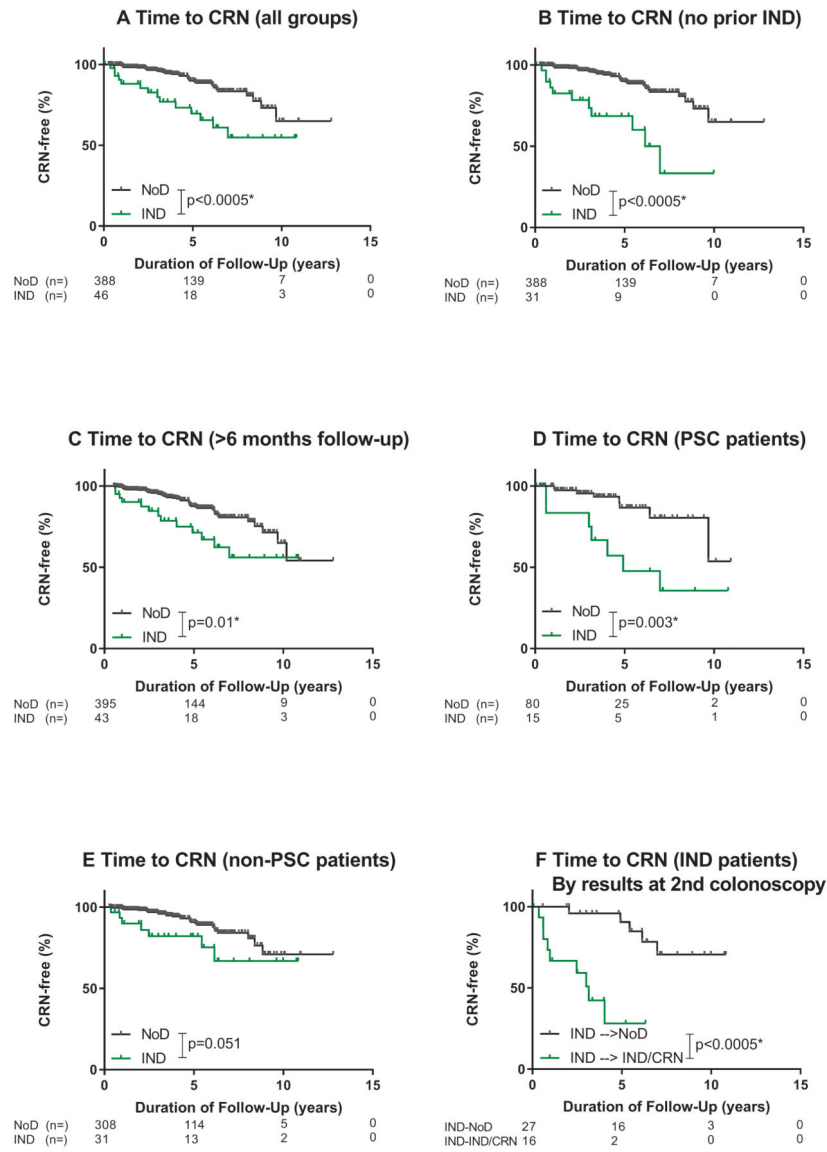 A Time to CRN (all groups)
100
50
0
CRN-free (%)
NoD
IND
p<0.0005*
0 5 10 15
Duration of Follow-Up (years)
NoD (n=) 388 139 7 0
IND (n=) 46 18 3 0
B Time to CRN (no prior IND)
100
50
0
CRN-free (%)
NoD
IND
p<0.0005*
0 5 10 15
Duration of Follow-Up (years)
NoD (n=) 388 139 7 0
IND (n=) 31 9 0 0
C Time to CRN (>6 months follow-up)
100
50
0
CRN-free (%)
NoD
IND
p=0.01*
0 5 10 15
Duration of Follow-Up (years)
NoD (n=) 395 144 9 0
IND (n=) 43 18 3 0
D Time to CRN (PSC patients)
100
50
0
CRN-free (%)
NoD
IND
p=0.003*
0 5 10 15
Duration of Follow-Up (years)
NoD (n=) 80 25 2 0
IND (n=) 15 5 1 0
E Time to CRN (non-PSC patients)
100
50
0
CRN-free (%)
NoD
IND
p=0.051
0 5 10 15
Duration of Follow-Up (years)
NoD (n=) 308 114 5 0
IND (n=) 31 13 2 0
F Time to CRN (IND patients)
By results at 2nd colonoscopy
100
50
0
CRN-free (%)
IND -->NoD
IND --> IND/CRN
p<0.0005*
0 5 10 15
Duration of Follow-Up (years)
IND-NoD 27 16 3 0
IND-IND/CRN 16 2 0 0